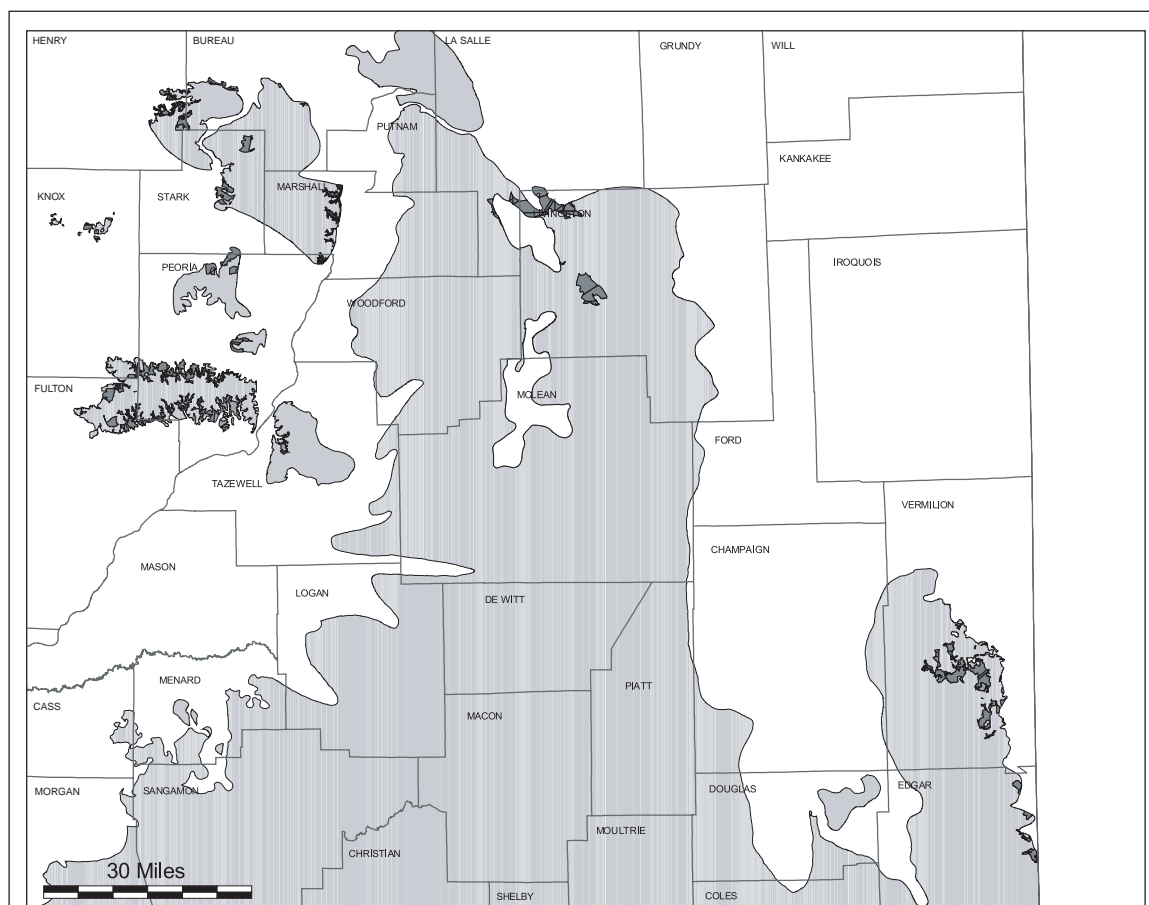 HENRY
BUREAU
LA SALLE
GRUNDY
WILL
PUTNAM
KANKAKEE
KNOX
STARK
MARSHALL
LIVINGSTON
PEORIA
IROQUOIS
WOODFORD
FULTON
MCLEAN
FORD
TAZEWELL
VERMILION
CHAMPAIGN
MASON
LOGAN
DE WITT
MENARD
PIATT
CASS
MACON
MORGAN
SANGAMON
DOUGLAS
EDGAR
MOULTRIE
CHRISTIAN
30 Miles
SHELBY
COLES